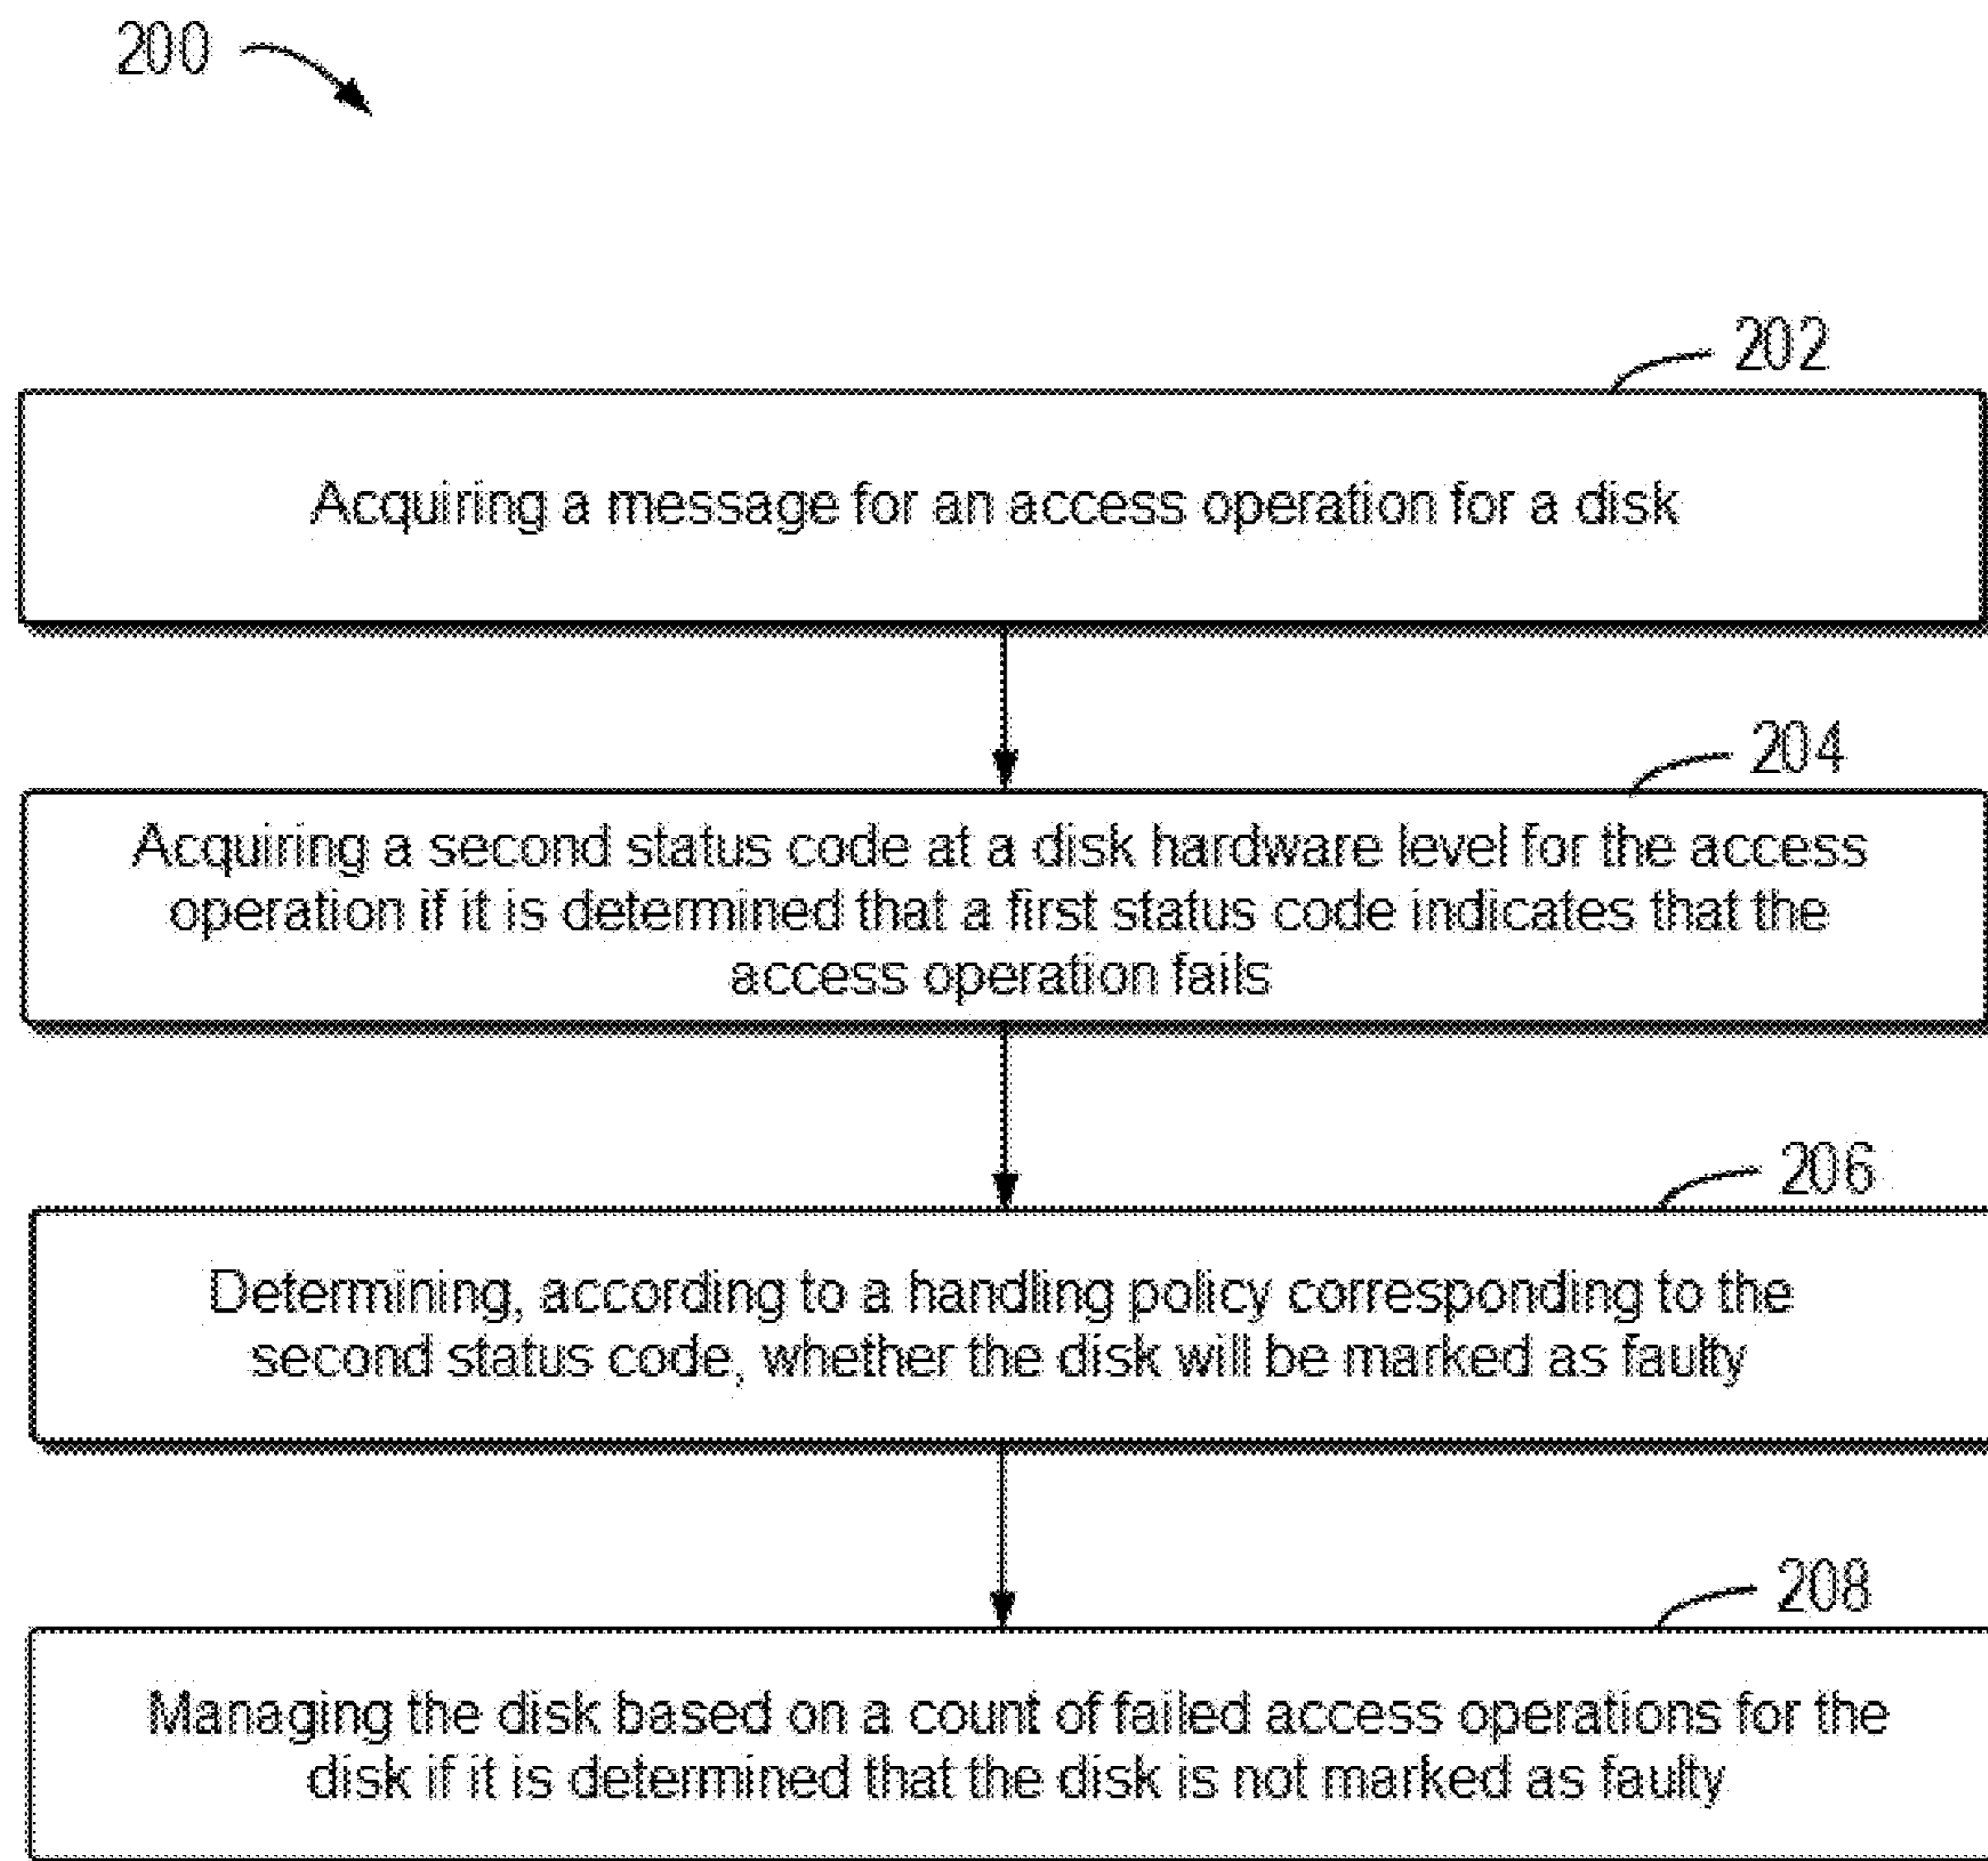 200
202
Acquiring a message for an access operation for a disk
204
Acquiring a second status code at a disk hardware level for the access
operation if it is determined that a first status code indicates that the
access operation fails
206
Determining, according to a handling policy corresponding to the
second status code, whether the disk will be marked as faulty
208
Managing the disk based on a count of failed access operations for the
disk if it is determined that the disk is not marked as faulty